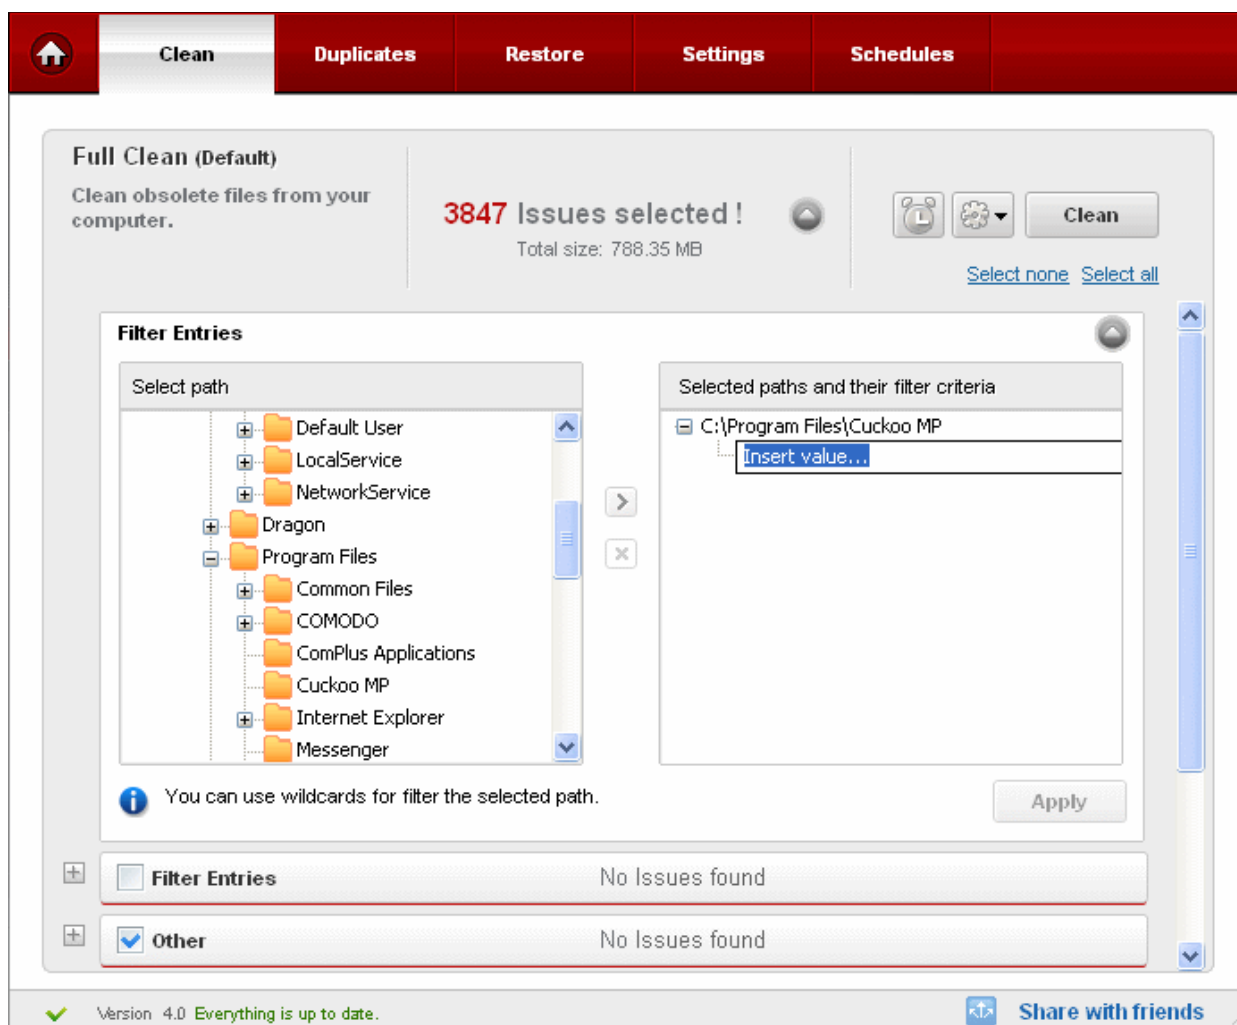 Clean
Duplicates
Restore
Settings
Schedules
Full Clean (Default)
Clean obsolete files from your
computer.
3847 Issues selected !
Total size: 788.35 MB
Clean
Select none
Select all
Filter Entries
Select path
Default User
LocalService
NetworkService
Dragon
Program Files
Common Files
COMODO
ComPlus Applications
Cuckoo MP
Internet Explorer
Messenger
Selected paths and their filter criteria
C:\Program Files\Cuckoo MP
Insert value...
You can use wildcards for filter the selected path.
Apply
Filter Entries
No Issues found
Other
No Issues found
Version 4.0 Everything is up to date.
Share with friends